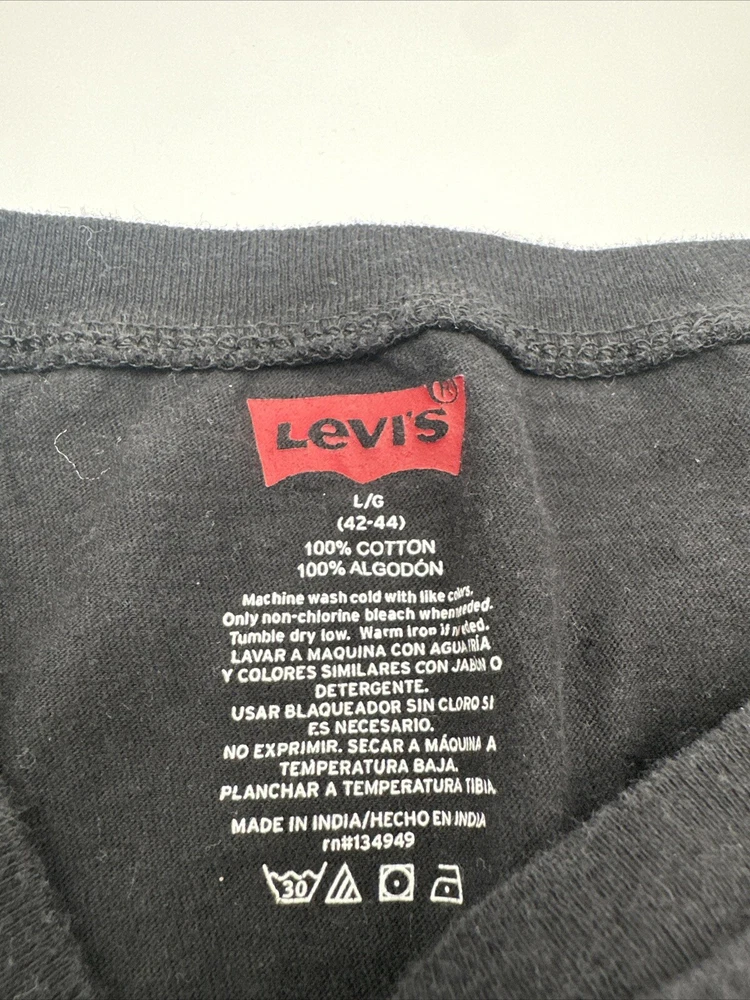 Levi's®
L/G
(42-44)
100% COTTON
100% ALGODÓN
Machine wash cold with like colors.
Only non-chlorine bleach when needed.
Tumble dry low. Warm iron if needed.
LAVAR A MAQUINA CON AGUA FRÍA
Y COLORES SIMILARES CON JABON O
DETERGENTE.
USAR BLAQUEADOR SIN CLORO SI
ES NECESARIO.
NO EXPRIMIR. SECAR A MÁQUINA A
TEMPERATURA BAJA.
PLANCHAR A TEMPERATURA TIBIA.
MADE IN INDIA/HECHO EN INDIA
rn#134949
30